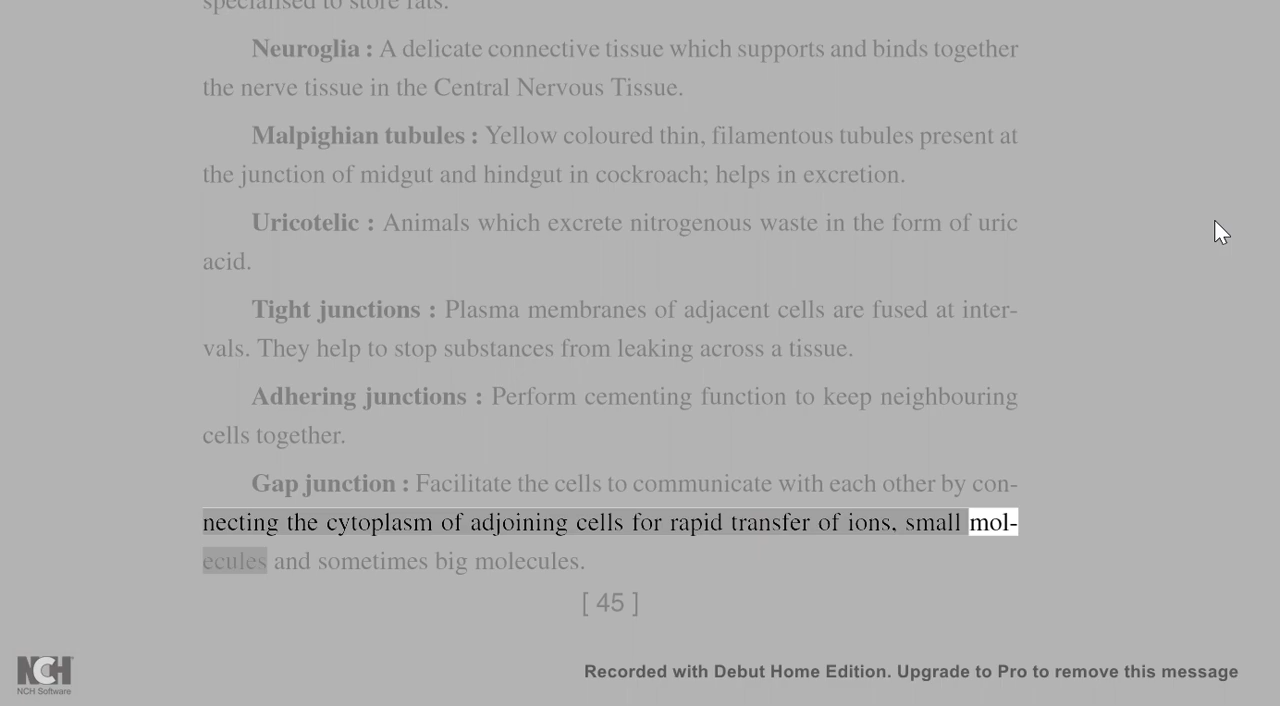 specialised to store fats.
Neuroglia : A delicate connective tissue which supports and binds together
the nerve tissue in the Central Nervous Tissue.
Malpighian tubules : Yellow coloured thin, filamentous tubules present at
the junction of midgut and hindgut in cockroach; helps in excretion.
Uricotelic : Animals which excrete nitrogenous waste in the form of uric
acid.
Tight junctions : Plasma membranes of adjacent cells are fused at inter-
vals. They help to stop substances from leaking across a tissue.
Adhering junctions : Perform cementing function to keep neighbouring
cells together.
Gap junction : Facilitate the cells to communicate with each other by con-
necting the cytoplasm of adjoining cells for rapid transfer of ions, small mol-
ecules and sometimes big molecules.
[ 45 ]
NCH
NCH Software
Recorded with Debut Home Edition. Upgrade to Pro to remove this message